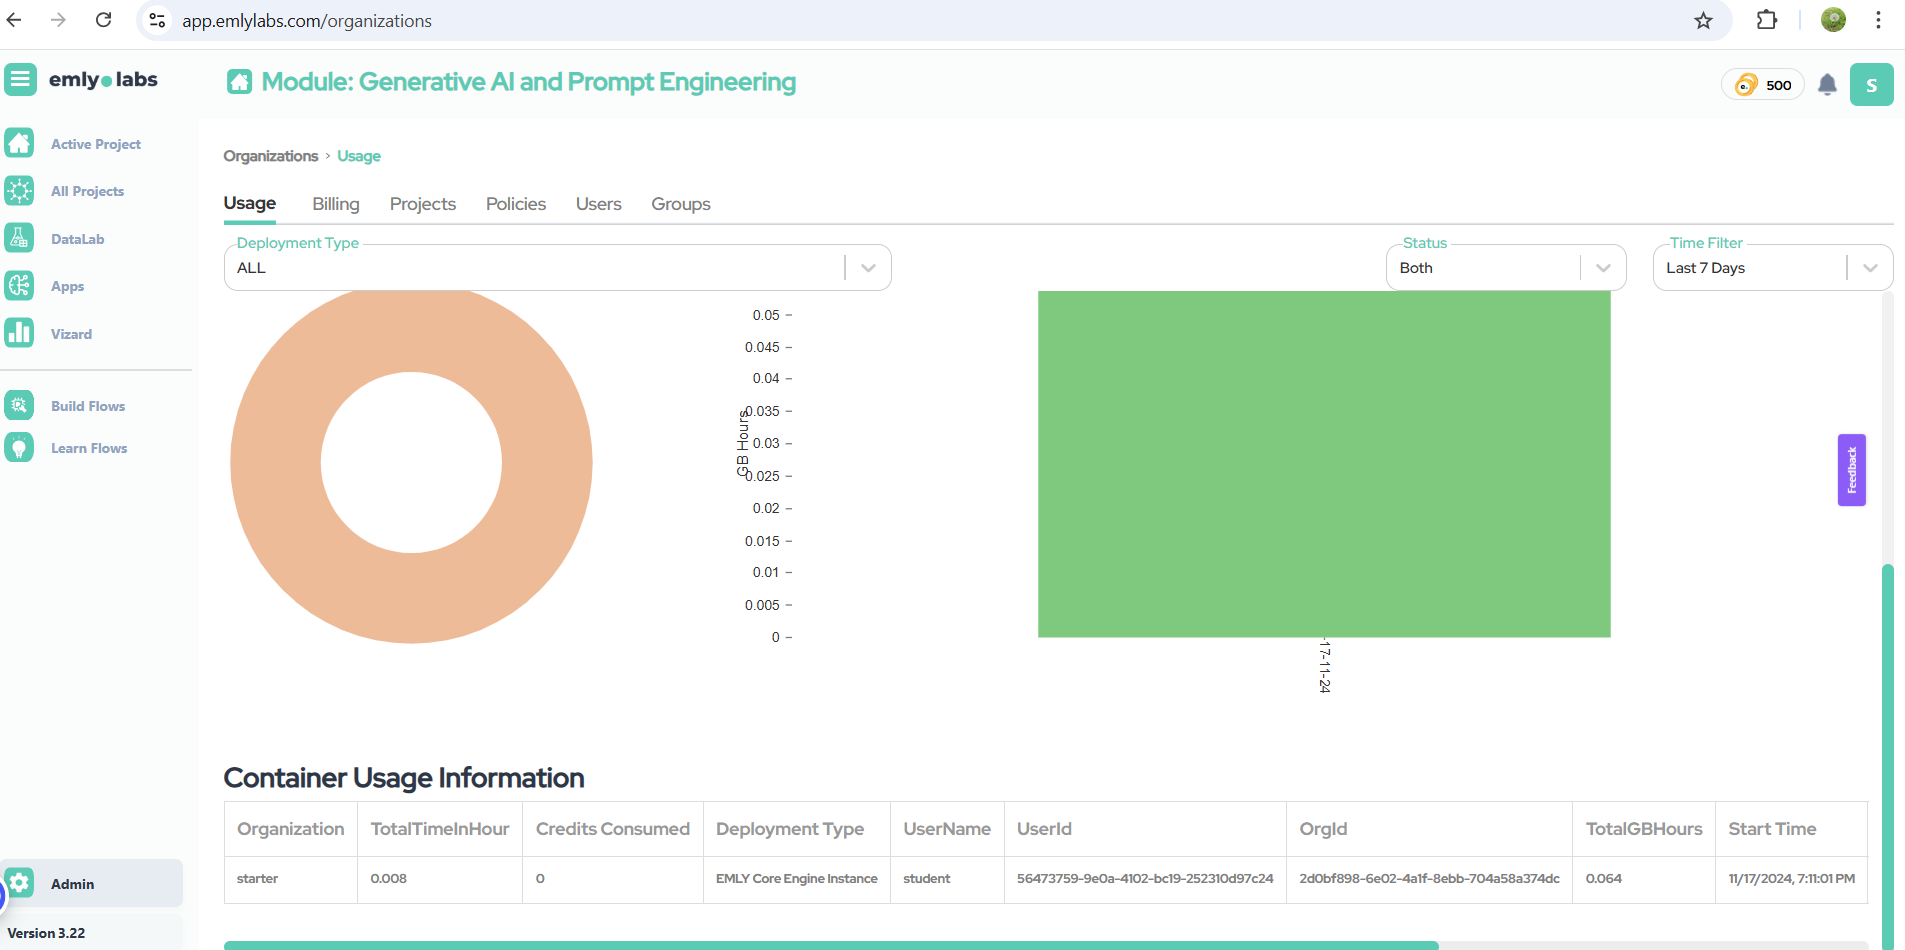 app.emlylabs.com/organizations
emly labs
Module: Generative AI and Prompt Engineering
500
S
Active Project
All Projects
DataLab
Apps
Vizard
Build Flows
Learn Flows
Admin
Version 3.22
Organizations › Usage
Usage Billing Projects Policies Users Groups
Deployment Type
ALL
Status
Both
Time Filter
Last 7 Days
0.05
0.045
0.04
0.035
0.03
0.025
0.02
0.015
0.01
0.005
0
GB Hours
17-11-24
Feedback
Container Usage Information
Organization TotalTimeInHour Credits Consumed Deployment Type UserName UserId OrgId TotalGBHours Start Time
starter 0.008 0 EMLY Core Engine Instance student 56473759-9e0a-4102-bc19-252310d97c24 2d0bf898-6e02-4a1f-8ebb-704a58a374dc 0.064 11/17/2024, 7:11:01 PM